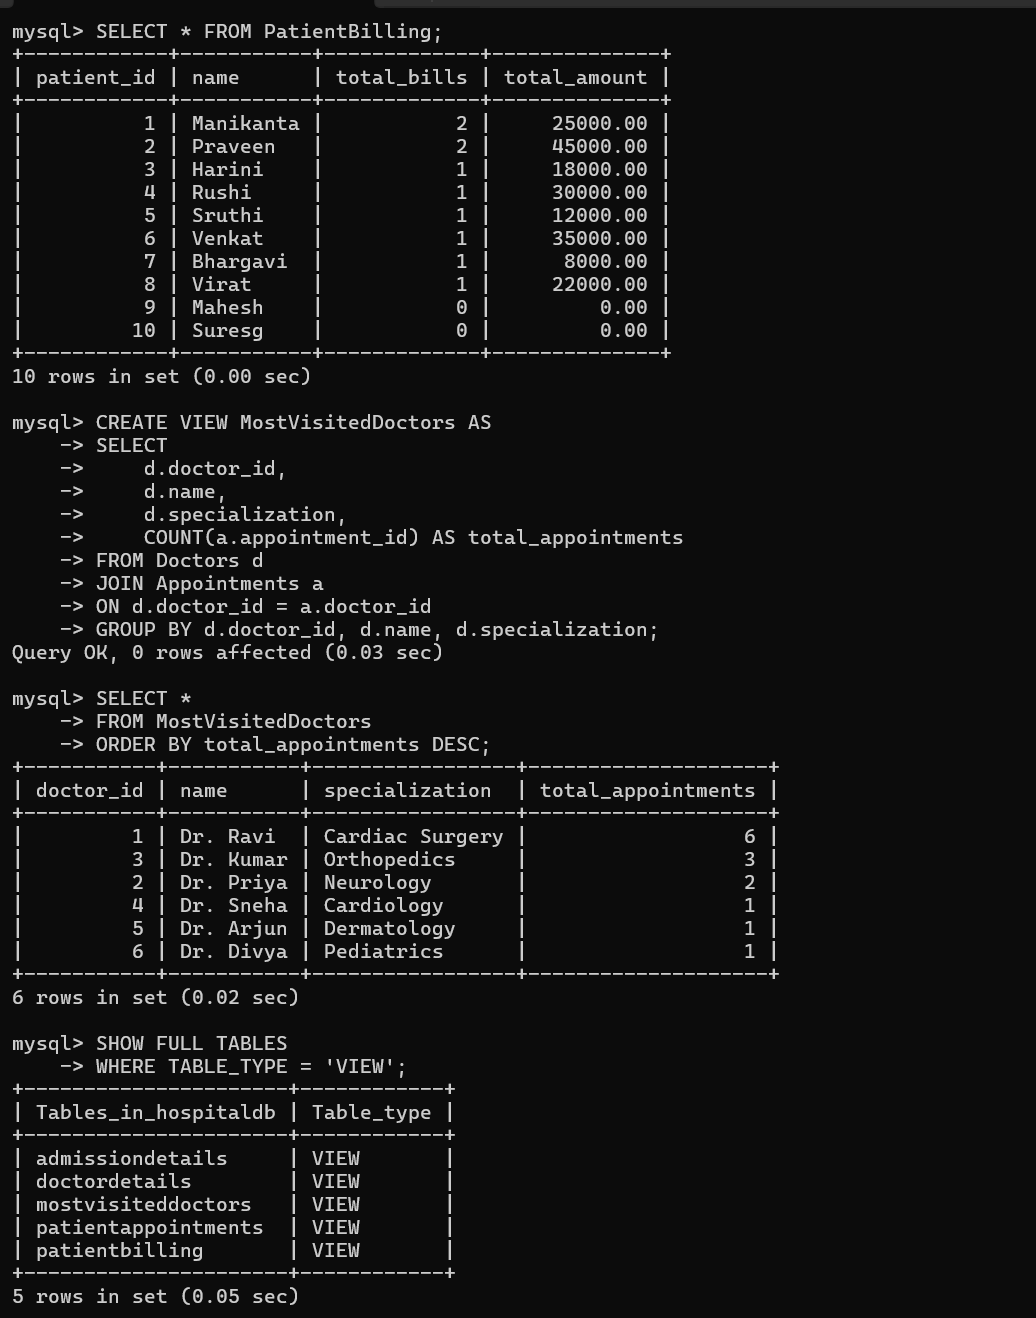 mysql> SELECT * FROM PatientBilling;
+------------+-----------+-------------+--------------+
| patient_id | name      | total_bills | total_amount |
+------------+-----------+-------------+--------------+
|          1 | Manikanta |           2 |     25000.00 |
|          2 | Praveen   |           2 |     45000.00 |
|          3 | Harini    |           1 |     18000.00 |
|          4 | Rushi     |           1 |     30000.00 |
|          5 | Sruthi    |           1 |     12000.00 |
|          6 | Venkat    |           1 |     35000.00 |
|          7 | Bhargavi  |           1 |      8000.00 |
|          8 | Virat     |           1 |     22000.00 |
|          9 | Mahesh    |           0 |         0.00 |
|         10 | Suresg    |           0 |         0.00 |
+------------+-----------+-------------+--------------+
10 rows in set (0.00 sec)

mysql> CREATE VIEW MostVisitedDoctors AS
    -> SELECT
    ->     d.doctor_id,
    ->     d.name,
    ->     d.specialization,
    ->     COUNT(a.appointment_id) AS total_appointments
    -> FROM Doctors d
    -> JOIN Appointments a
    -> ON d.doctor_id = a.doctor_id
    -> GROUP BY d.doctor_id, d.name, d.specialization;
Query OK, 0 rows affected (0.03 sec)

mysql> SELECT *
    -> FROM MostVisitedDoctors
    -> ORDER BY total_appointments DESC;
+-----------+-----------+-----------------+--------------------+
| doctor_id | name      | specialization  | total_appointments |
+-----------+-----------+-----------------+--------------------+
|         1 | Dr. Ravi  | Cardiac Surgery |                  6 |
|         3 | Dr. Kumar | Orthopedics     |                  3 |
|         2 | Dr. Priya | Neurology       |                  2 |
|         4 | Dr. Sneha | Cardiology      |                  1 |
|         5 | Dr. Arjun | Dermatology     |                  1 |
|         6 | Dr. Divya | Pediatrics      |                  1 |
+-----------+-----------+-----------------+--------------------+
6 rows in set (0.02 sec)

mysql> SHOW FULL TABLES
    -> WHERE TABLE_TYPE = 'VIEW';
+----------------------+------------+
| Tables_in_hospitaldb | Table_type |
+----------------------+------------+
| admissiondetails     | VIEW       |
| doctordetails        | VIEW       |
| mostvisiteddoctors   | VIEW       |
| patientappointments  | VIEW       |
| patientbilling       | VIEW       |
+----------------------+------------+
5 rows in set (0.05 sec)